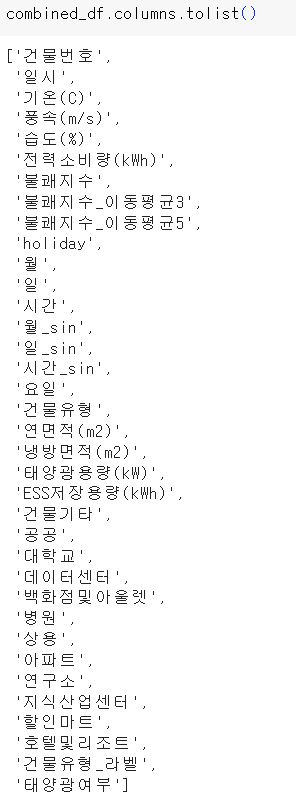 combined_df.columns.tolist()
['건물번호',
'일시',
'기온(C)',
'풍속(m/s)',
'습도(%)',
'전력소비량(kWh)',
'불쾌지수',
'불쾌지수_이동평균3',
'불쾌지수_이동평균5',
'holiday',
'월',
'일',
'시간',
'월_sin',
'일_sin',
'시간_sin',
'요일',
'건물유형',
'연면적(m2)',
'냉방면적(m2)',
'태양광용량(kW)',
'ESS저장용량(kWh)',
'건물기타',
'공공',
'대학교',
'데이터센터',
'백화점및아울렛',
'병원',
'상용',
'아파트',
'연구소',
'지식산업센터',
'할인마트',
'호텔및리조트',
'건물유형_라벨',
'태양광여부']